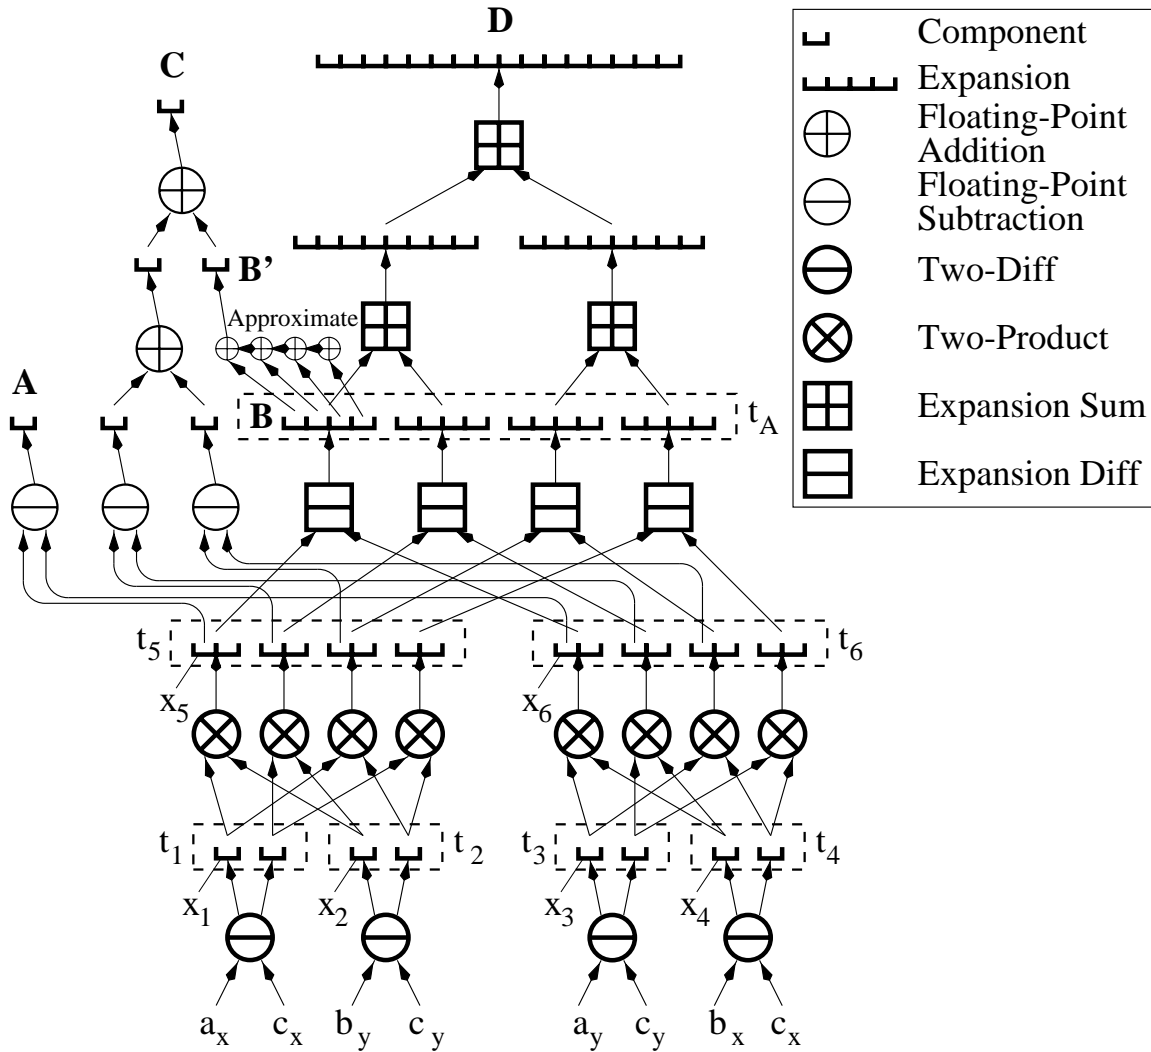 D
C
B'
Approximate
A
B
t_A
t_5
t_6
x_5
x_6
t_1
t_2
t_3
t_4
x_1
x_2
x_3
x_4
a_x
c_x
b_y
c_y
a_y
c_y
b_x
c_x
Component
Expansion
Floating-Point
Addition
Floating-Point
Subtraction
Two-Diff
Two-Product
Expansion Sum
Expansion Diff